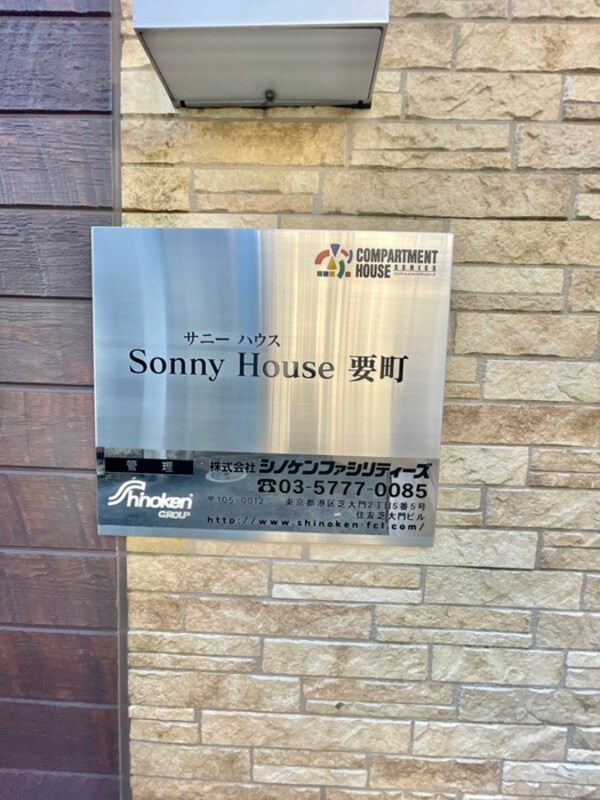 COMPARTMENT
HOUSE SERIES
サニー ハウス
Sonny House 要町
管理 株式会社 シノケンファシリティーズ
Shinoken GROUP
☎03-5777-0085
〒105-0012 東京都港区芝大門2丁目5番5号
住友芝大門ビル
http://www.shinoken-fcl.com/